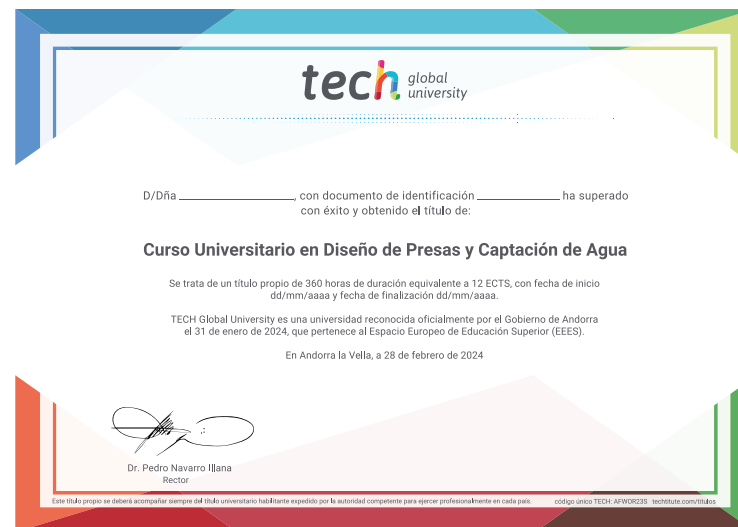 tech global university
D/Dña ________________, con documento de identificación ____________ ha superado
con éxito y obtenido el título de:
Curso Universitario en Diseño de Presas y Captación de Agua
Se trata de un título propio de 360 horas de duración equivalente a 12 ECTS, con fecha de inicio
dd/mm/aaaa y fecha de finalización dd/mm/aaaa.
TECH Global University es una universidad reconocida oficialmente por el Gobierno de Andorra
el 31 de enero de 2024, que pertenece al Espacio Europeo de Educación Superior (EEES).
En Andorra la Vella, a 28 de febrero de 2024
Dr. Pedro Navarro Illana
Rector
Este título propio se deberá acompañar siempre del título universitario habilitante expedido por la autoridad competente para ejercer profesionalmente en cada país. código único TECH: AFWOR23S techtitute.com/titulos